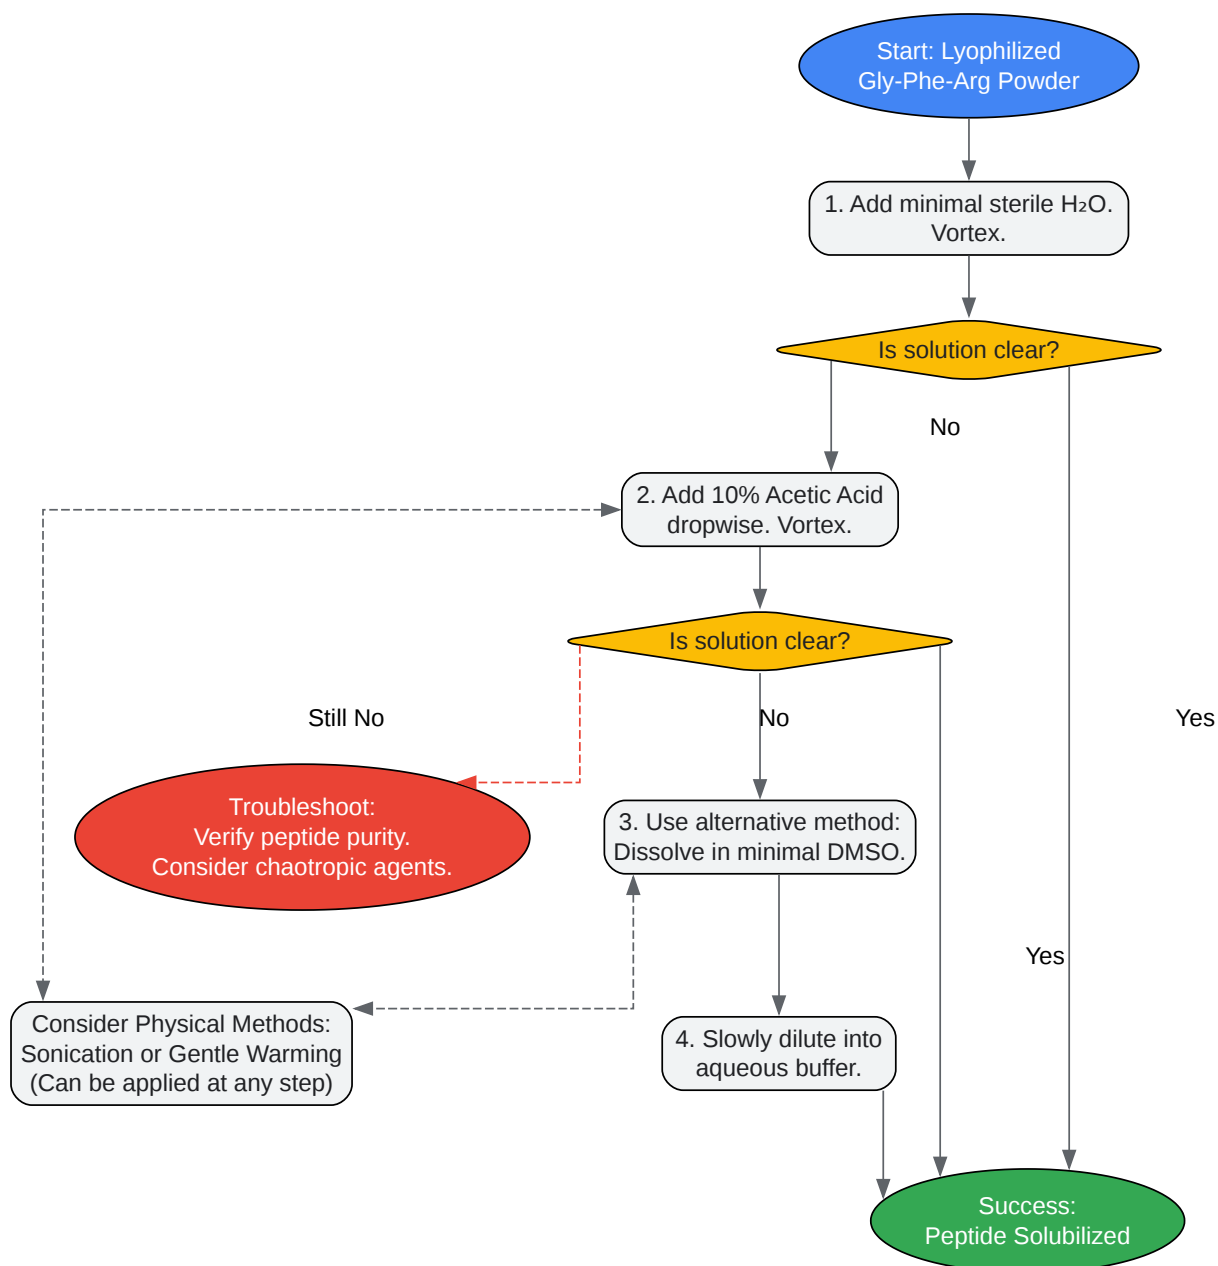 Start: Lyophilized
Gly-Phe-Arg Powder
1. Add minimal sterile H₂O.
Vortex.
Is solution clear?
No
2. Add 10% Acetic Acid
dropwise. Vortex.
Is solution clear?
Still No
No
Yes
Troubleshoot:
Verify peptide purity.
Consider chaotropic agents.
3. Use alternative method:
Dissolve in minimal DMSO.
Yes
Consider Physical Methods:
Sonication or Gentle Warming
(Can be applied at any step)
4. Slowly dilute into
aqueous buffer.
Success:
Peptide Solubilized